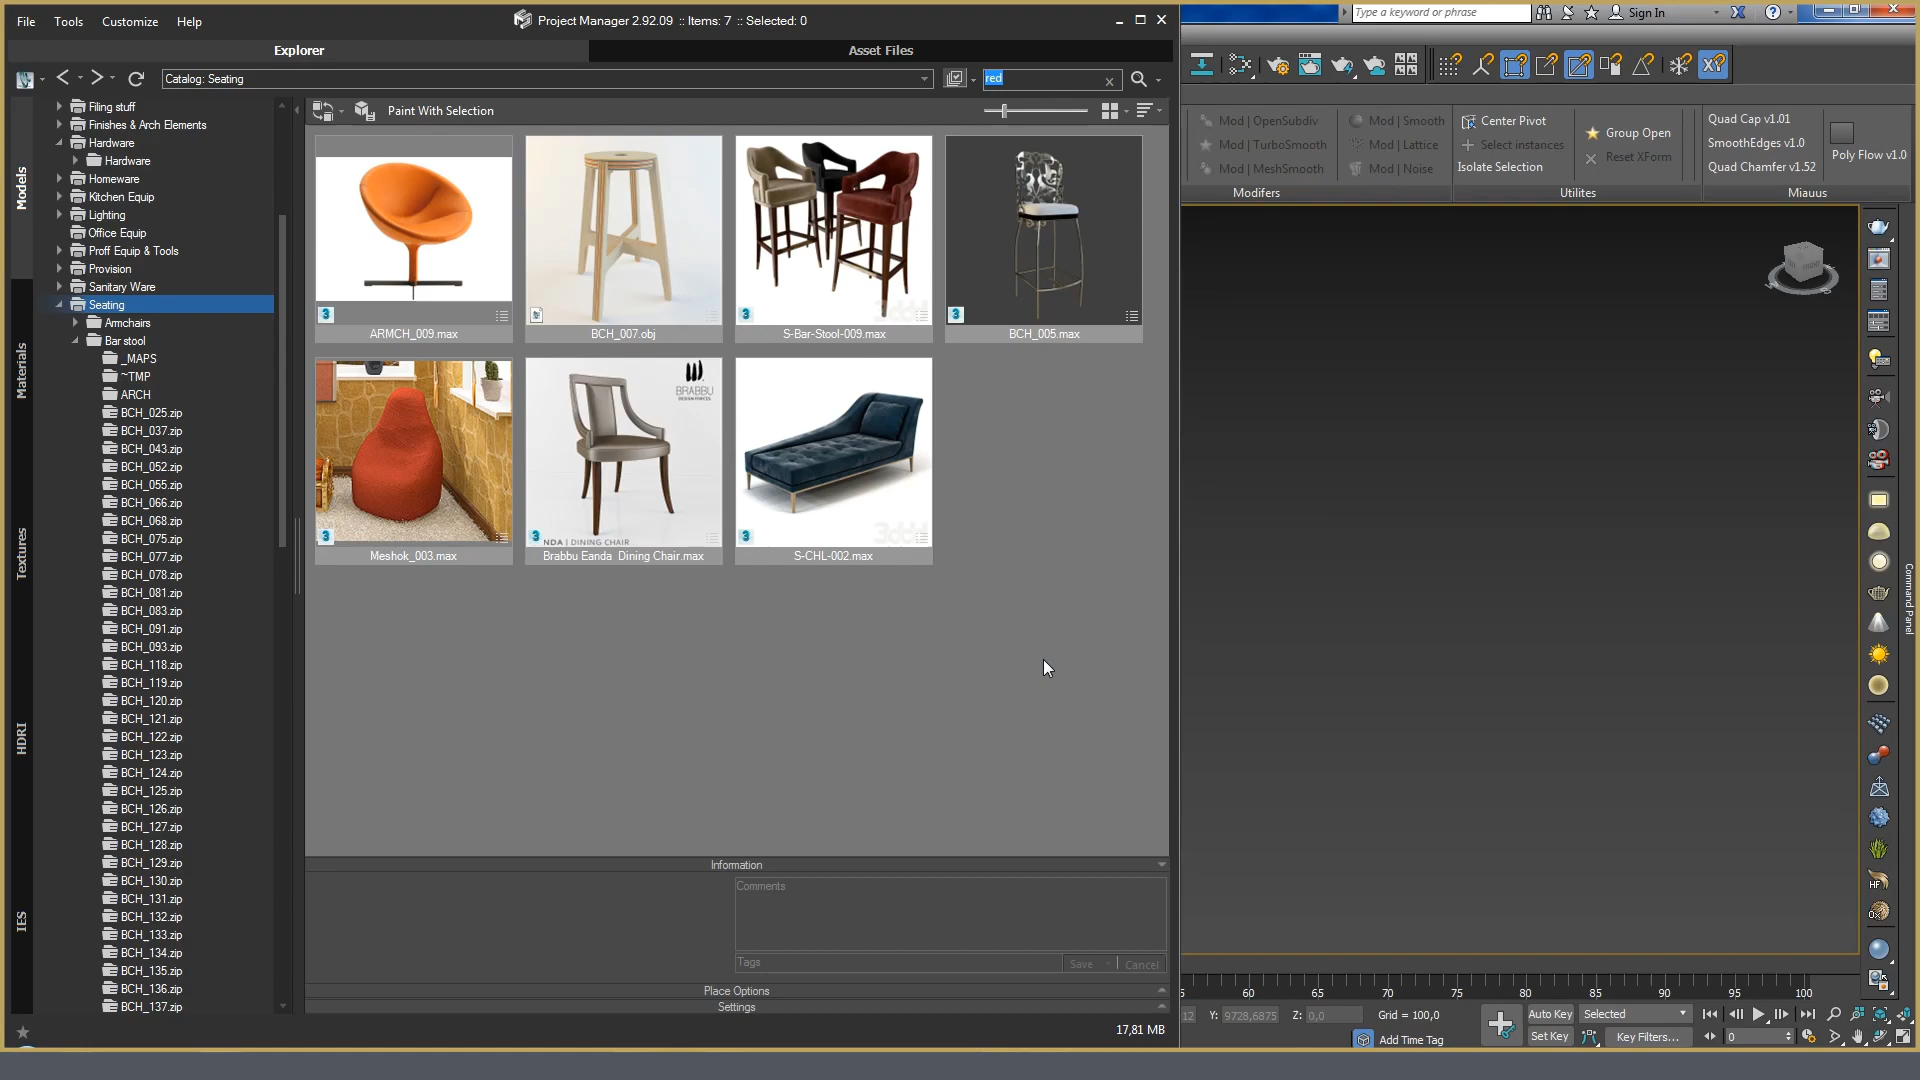 File Tools Customize Help
Project Manager 2.92.09 :: Items: 7 :: Selected: 0
Type a keyword or phrase
Sign In
Explorer
Asset Files
Catalog: Seating
red
Paint With Selection
Models
Materials
Textures
HDRI
IES
Filing stuff
Finishes & Arch Elements
Hardware
Hardware
Homeware
Kitchen Equip
Lighting
Office Equip
Proff Equip & Tools
Provision
Sanitary Ware
Seating
Armchairs
Bar stool
_MAPS
~TMP
ARCH
BCH_025.zip
BCH_037.zip
BCH_043.zip
BCH_052.zip
BCH_055.zip
BCH_066.zip
BCH_068.zip
BCH_075.zip
BCH_077.zip
BCH_078.zip
BCH_081.zip
BCH_083.zip
BCH_091.zip
BCH_093.zip
BCH_118.zip
BCH_119.zip
BCH_120.zip
BCH_121.zip
BCH_122.zip
BCH_123.zip
BCH_124.zip
BCH_125.zip
BCH_126.zip
BCH_127.zip
BCH_128.zip
BCH_129.zip
BCH_130.zip
BCH_131.zip
BCH_132.zip
BCH_133.zip
BCH_134.zip
BCH_135.zip
BCH_136.zip
BCH_137.zip
ARMCH_009.max
BCH_007.obj
S-Bar-Stool-009.max
BCH_005.max
BRABBU
DESIGN FORCES
NDA | DINING CHAIR
Meshok_003.max
Brabbu Eanda Dining Chair.max
S-CHL-002.max
Information
Comments
Tags
Save
Cancel
Place Options
Settings
17,81 MB
Mod | OpenSubdiv
Mod | TurboSmooth
Mod | MeshSmooth
Mod | Smooth
Mod | Lattice
Mod | Noise
Modifers
Center Pivot
Select instances
Isolate Selection
Group Open
Reset XForm
Utilites
Quad Cap v1.01
SmoothEdges v1.0
Quad Chamfer v1.52
Poly Flow v1.0
Miauus
Command Panel
60 65 70 75 80 85 90 95 100
12 Y: 9728,6875 Z: 0,0 Grid = 100,0
Add Time Tag
Auto Key
Selected
Set Key
Key Filters...
0